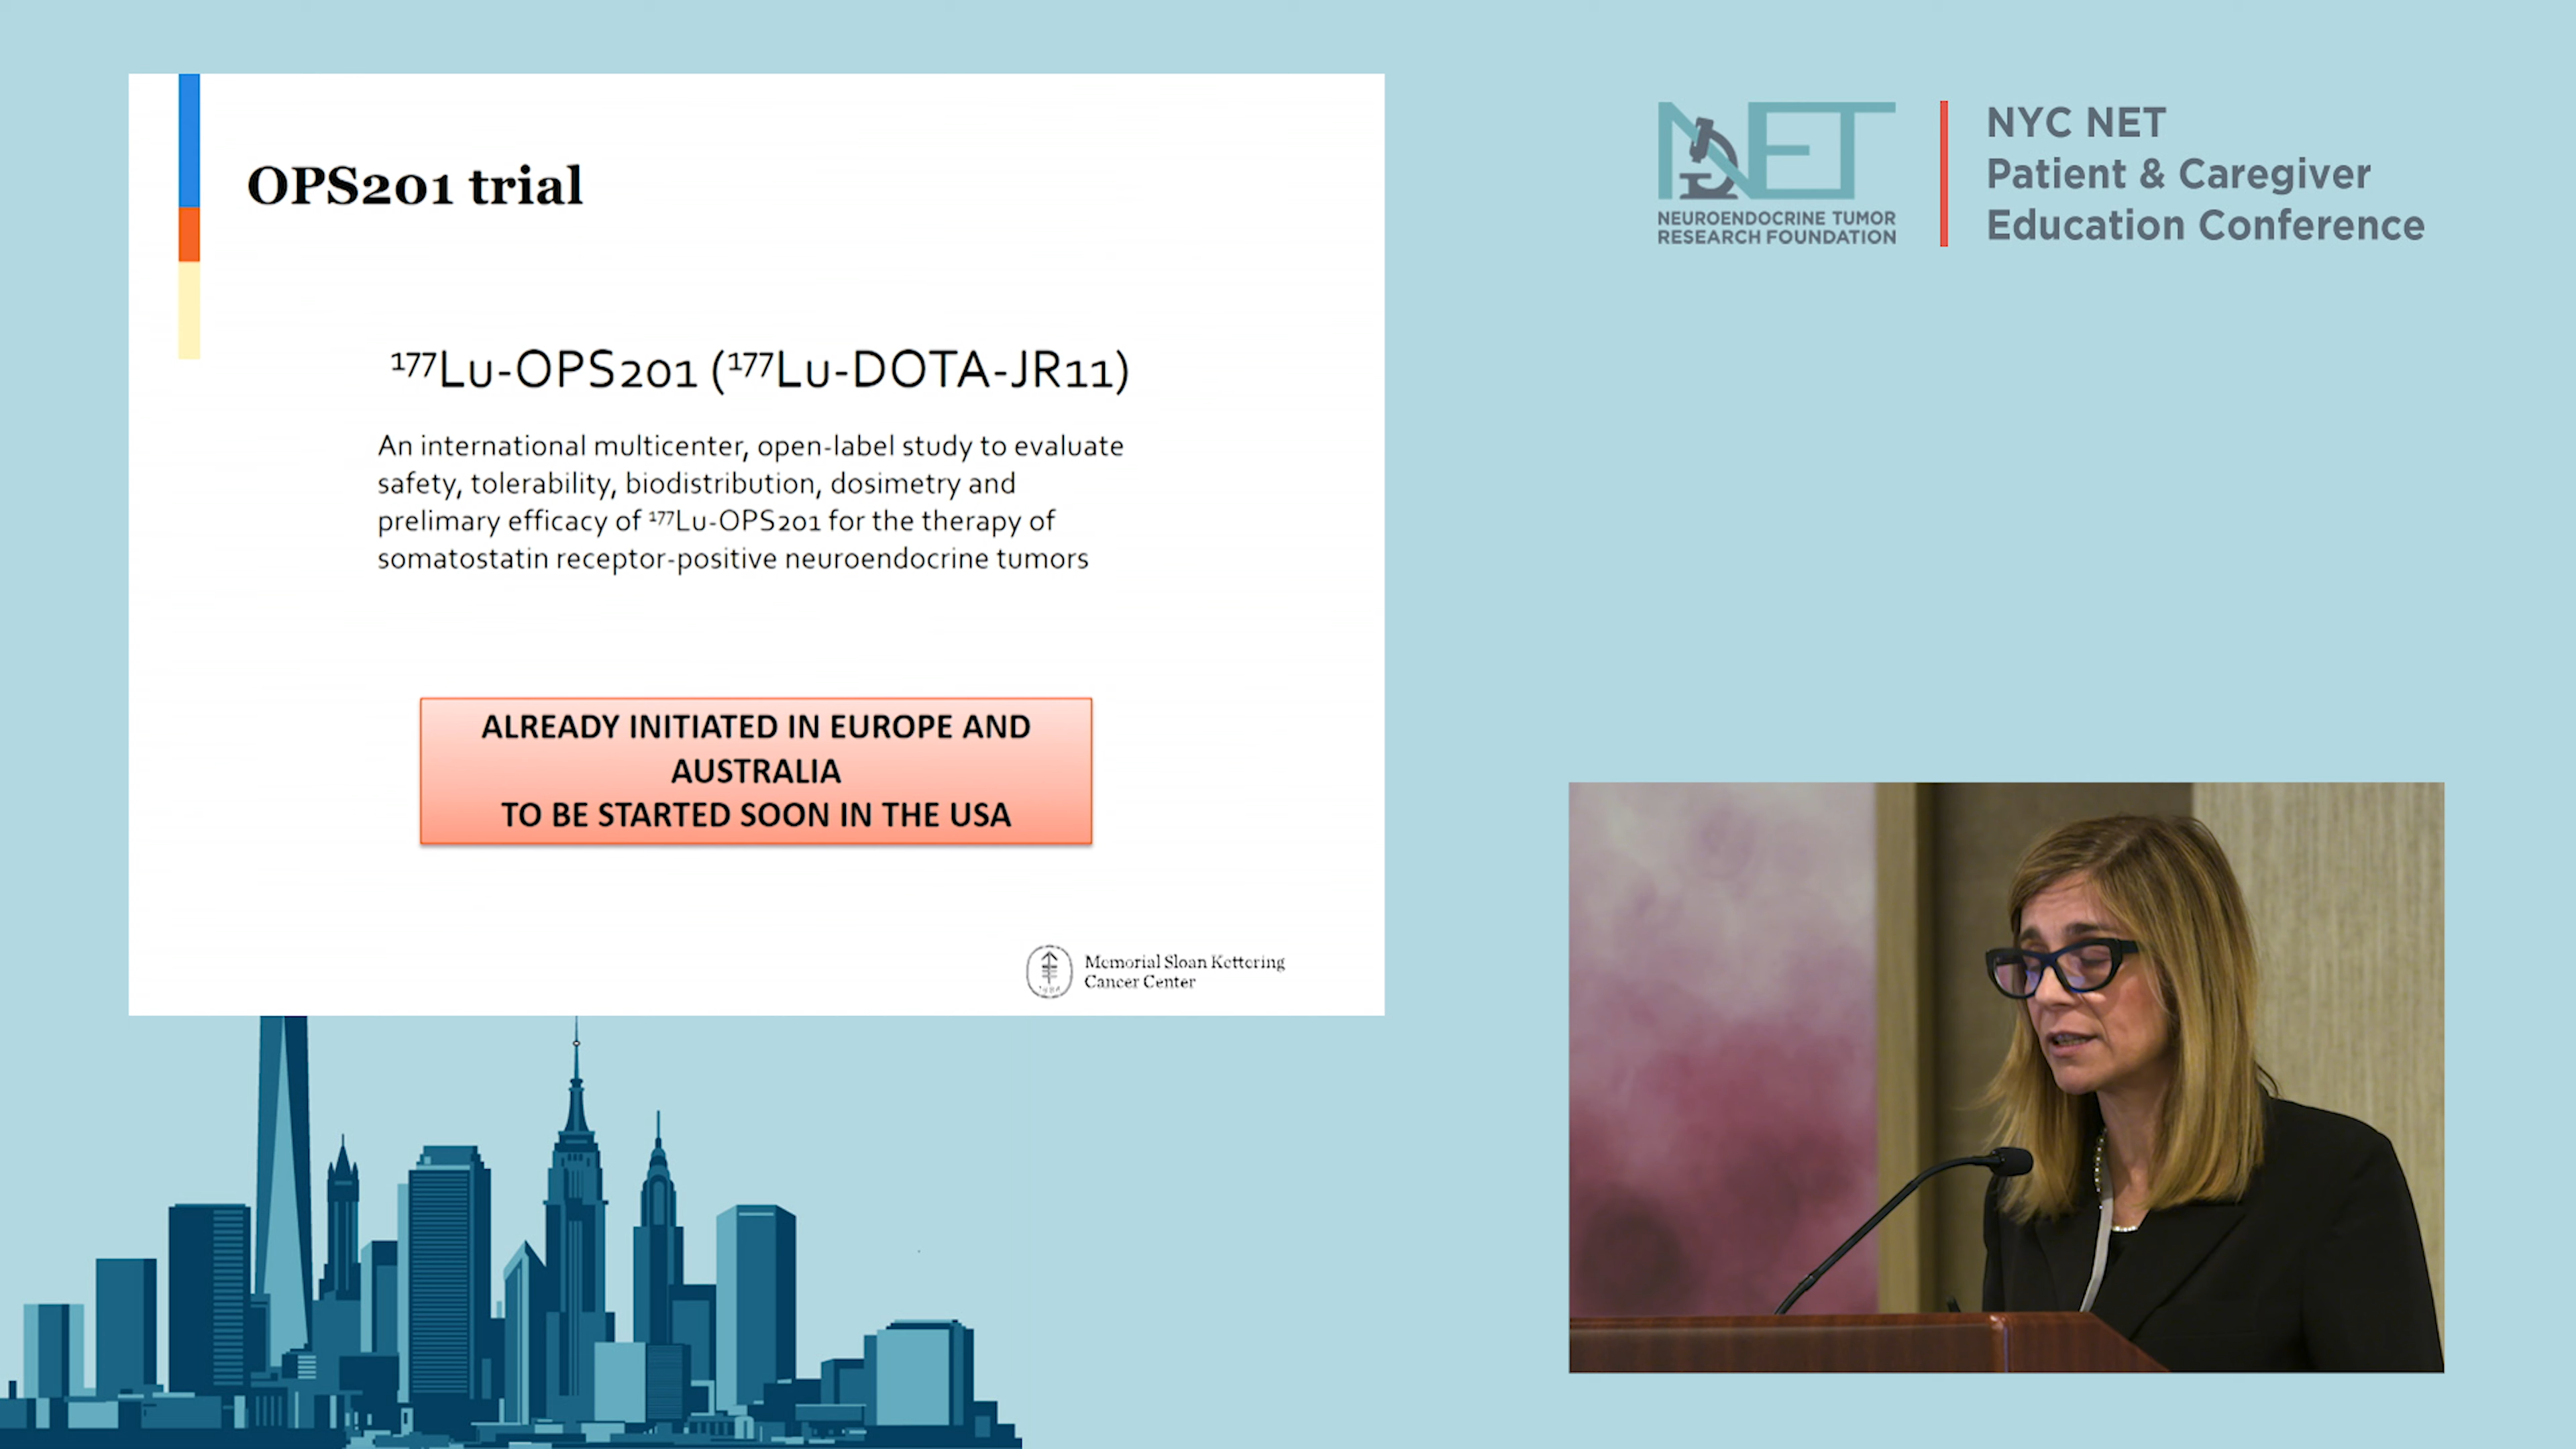 OPS201 trial
¹⁷⁷Lu-OPS201 (¹⁷⁷Lu-DOTA-JR11)
An international multicenter, open-label study to evaluate
safety, tolerability, biodistribution, dosimetry and
prelimary efficacy of ¹⁷⁷Lu-OPS201 for the therapy of
somatostatin receptor-positive neuroendocrine tumors
ALREADY INITIATED IN EUROPE AND
AUSTRALIA
TO BE STARTED SOON IN THE USA
Memorial Sloan Kettering
Cancer Center
NET
NEUROENDOCRINE TUMOR
RESEARCH FOUNDATION
NYC NET
Patient & Caregiver
Education Conference